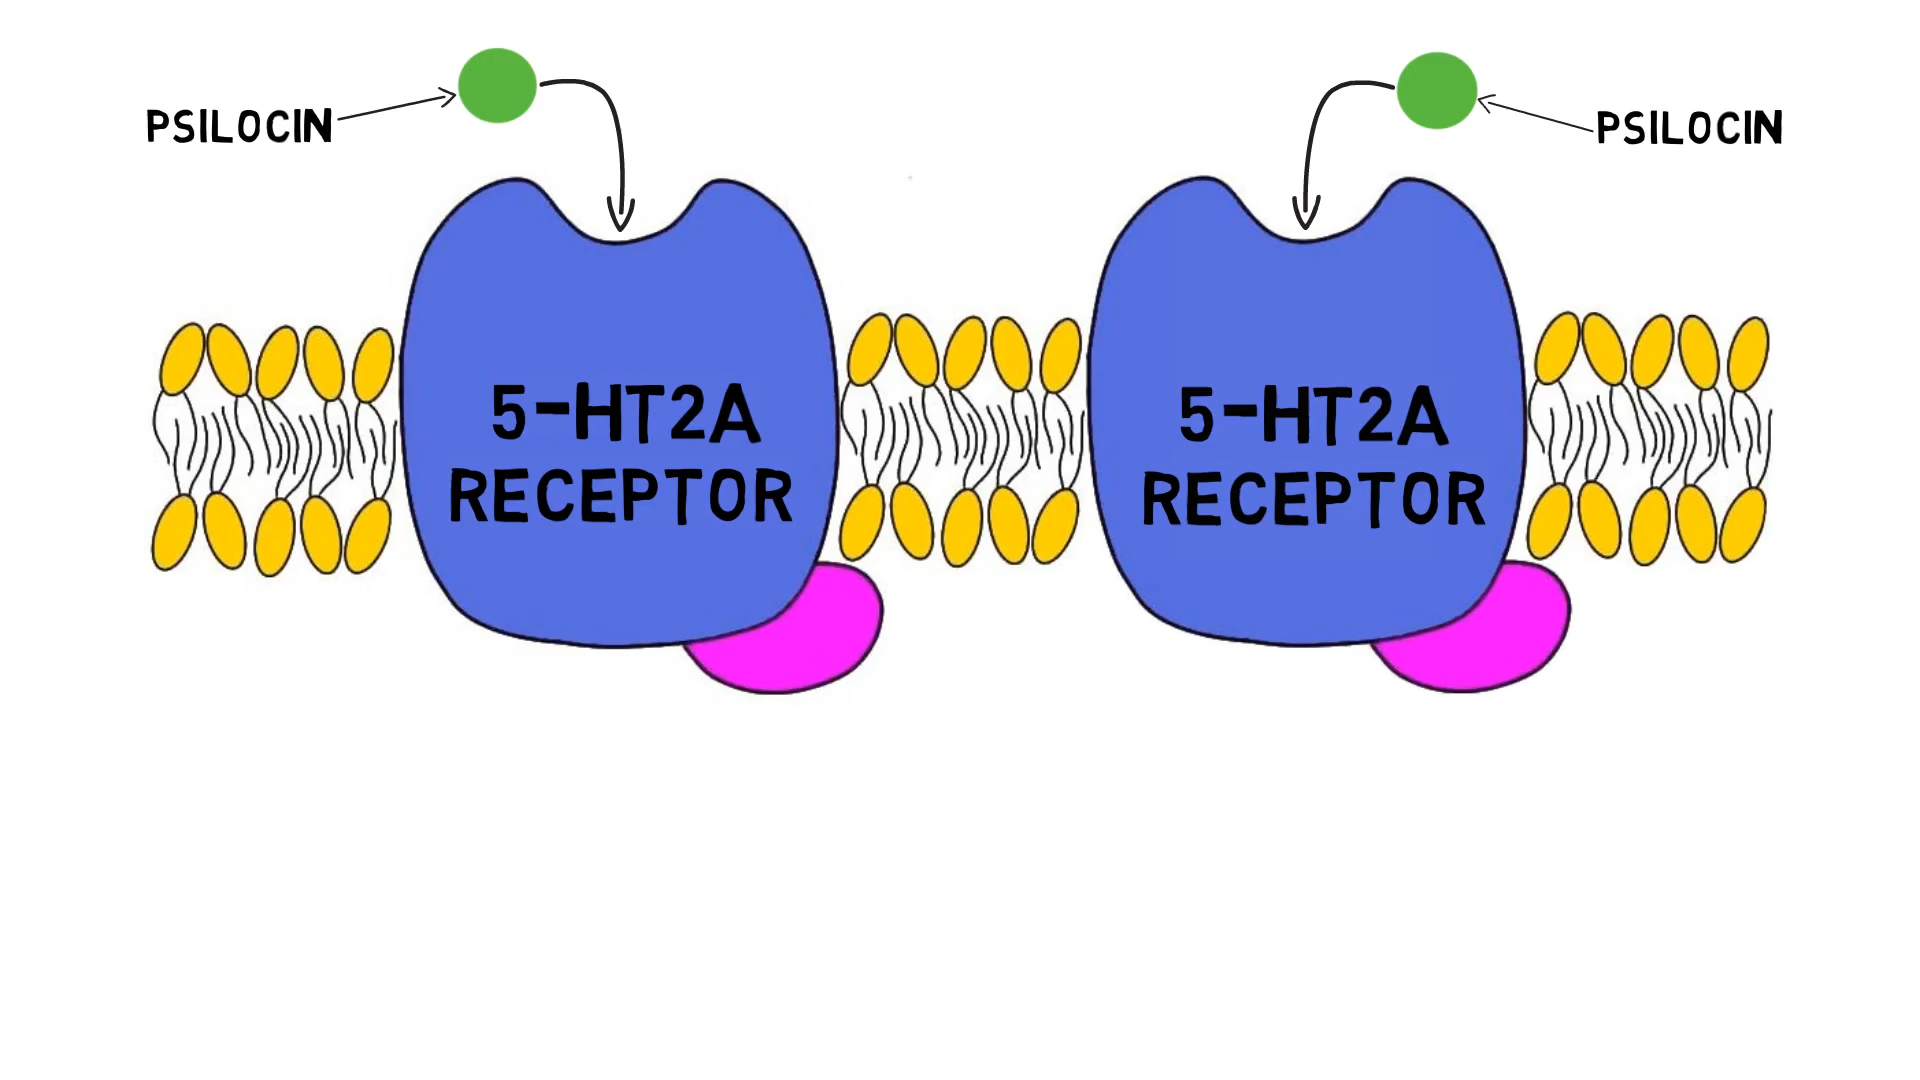 PSILOCIN
PSILOCIN
5-HT2A
RECEPTOR
5-HT2A
RECEPTOR